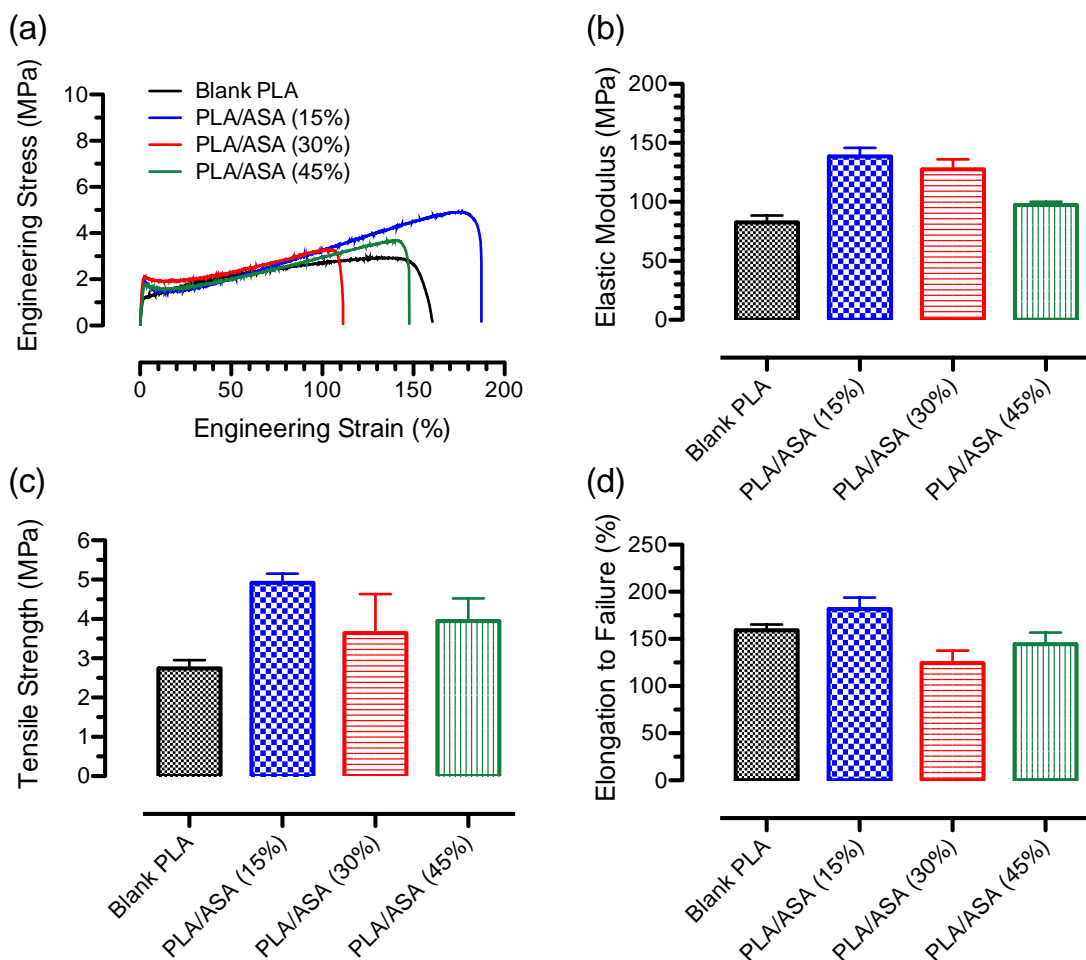 (a)
Engineering Stress (MPa)
10
8
6
4
2
0
Blank PLA
PLA/ASA (15%)
PLA/ASA (30%)
PLA/ASA (45%)
0 50 100 150 200
Engineering Strain (%)
(b)
Elastic Modulus (MPa)
200
150
100
50
0
Blank PLA
PLA/ASA (15%)
PLA/ASA (30%)
PLA/ASA (45%)
(c)
Tensile Strength (MPa)
6
5
4
3
2
1
0
Blank PLA
PLA/ASA (15%)
PLA/ASA (30%)
PLA/ASA (45%)
(d)
Elongation to Failure (%)
250
200
150
100
50
0
Blank PLA
PLA/ASA (15%)
PLA/ASA (30%)
PLA/ASA (45%)